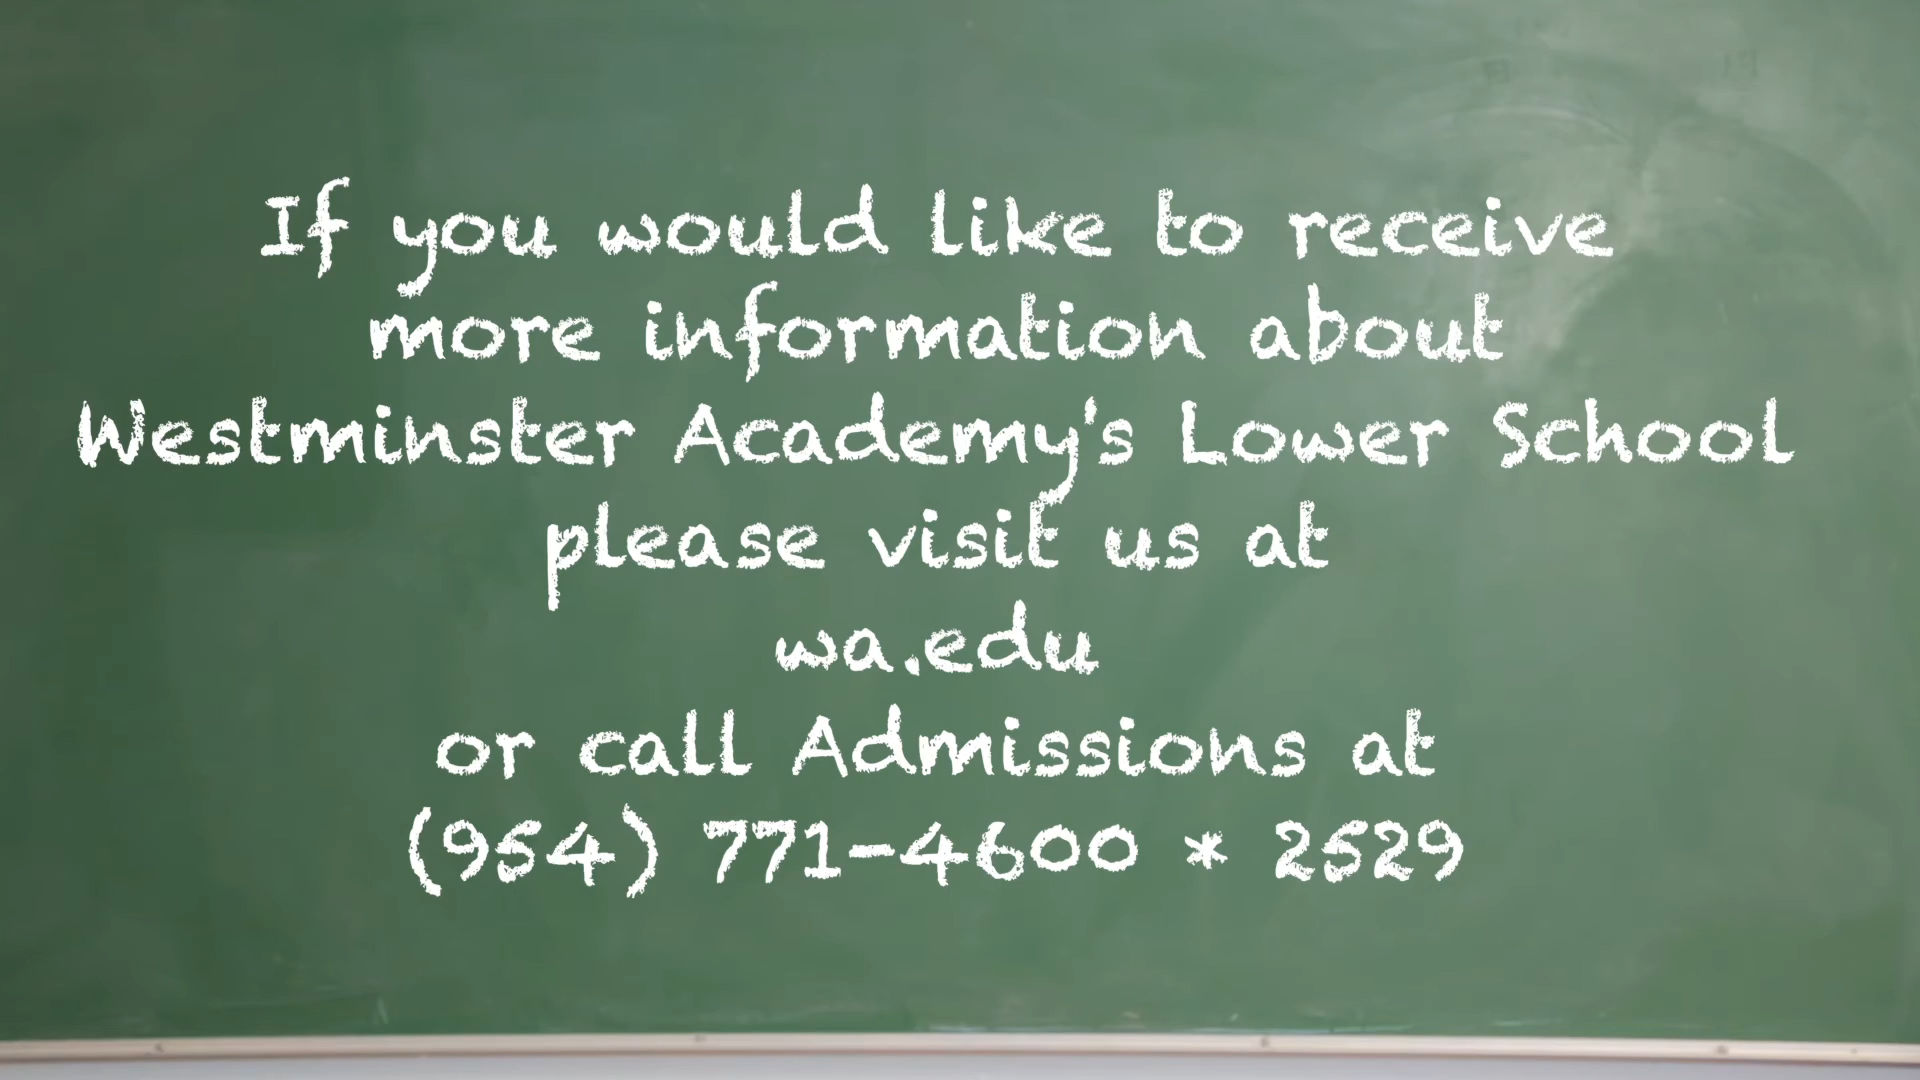 If you would like to receive
more information about
Westminster Academy's Lower School
please visit us at
wa.edu
or call Admissions at
(954) 771-4600 * 2529